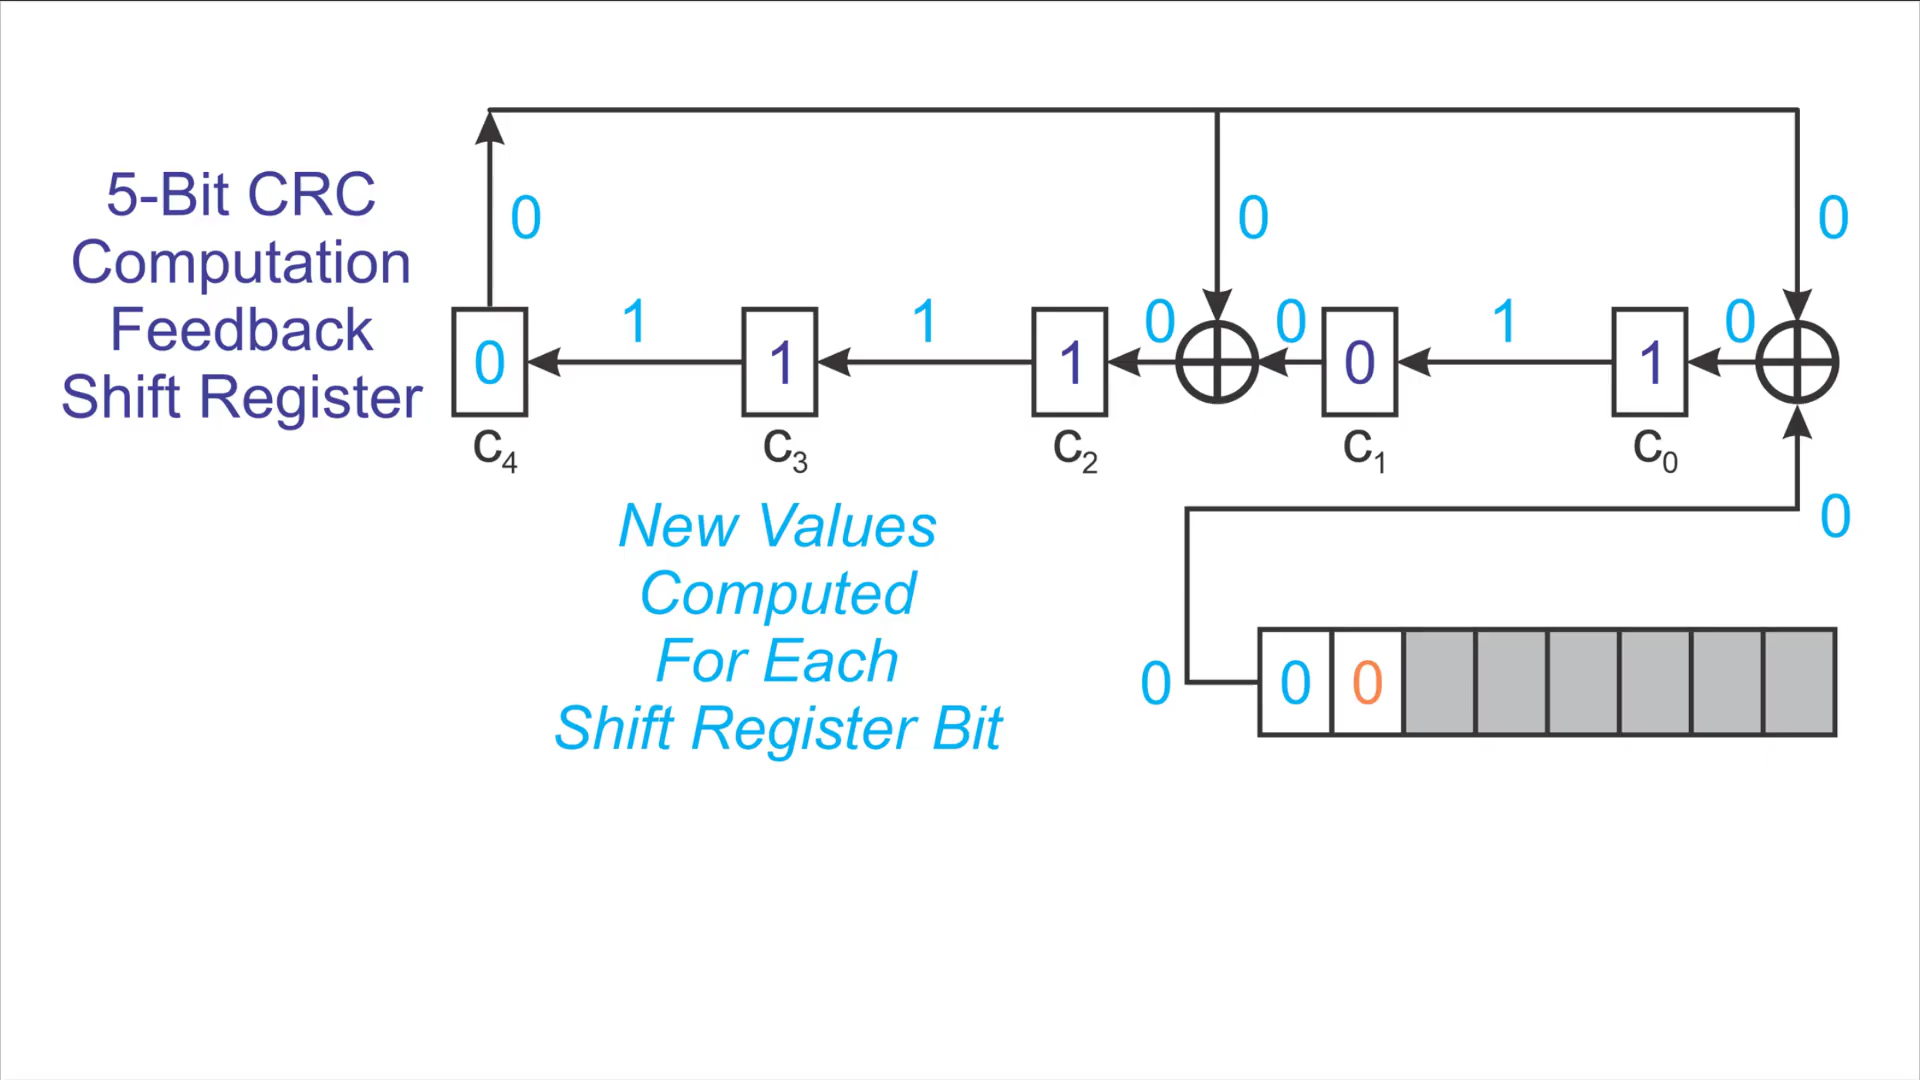 5-Bit CRC
Computation
Feedback
Shift Register
0 0 0
1 1 0 0 1 0
0 1 1 0 1
c4 c3 c2 c1 c0
New Values
Computed
For Each
Shift Register Bit
0
0 0 0